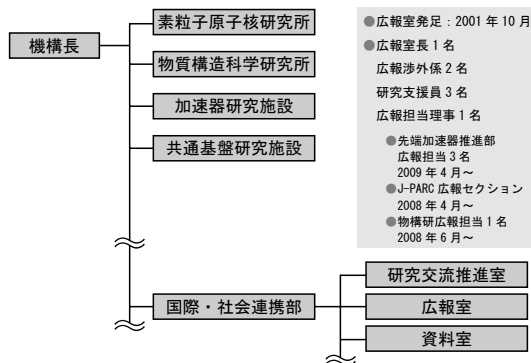 機構長
素粒子原子核研究所
物質構造科学研究所
加速器研究施設
共通基盤研究施設
国際・社会連携部
研究交流推進室
広報室
資料室
●広報室発足：2001年10月
●広報室長1名
広報渉外係2名
研究支援員3名
広報担当理事1名
●先端加速器推進部
広報担当3名
2009年4月～
●J-PARC広報セクション
2008年4月～
●物構研広報担当1名
2008年6月～